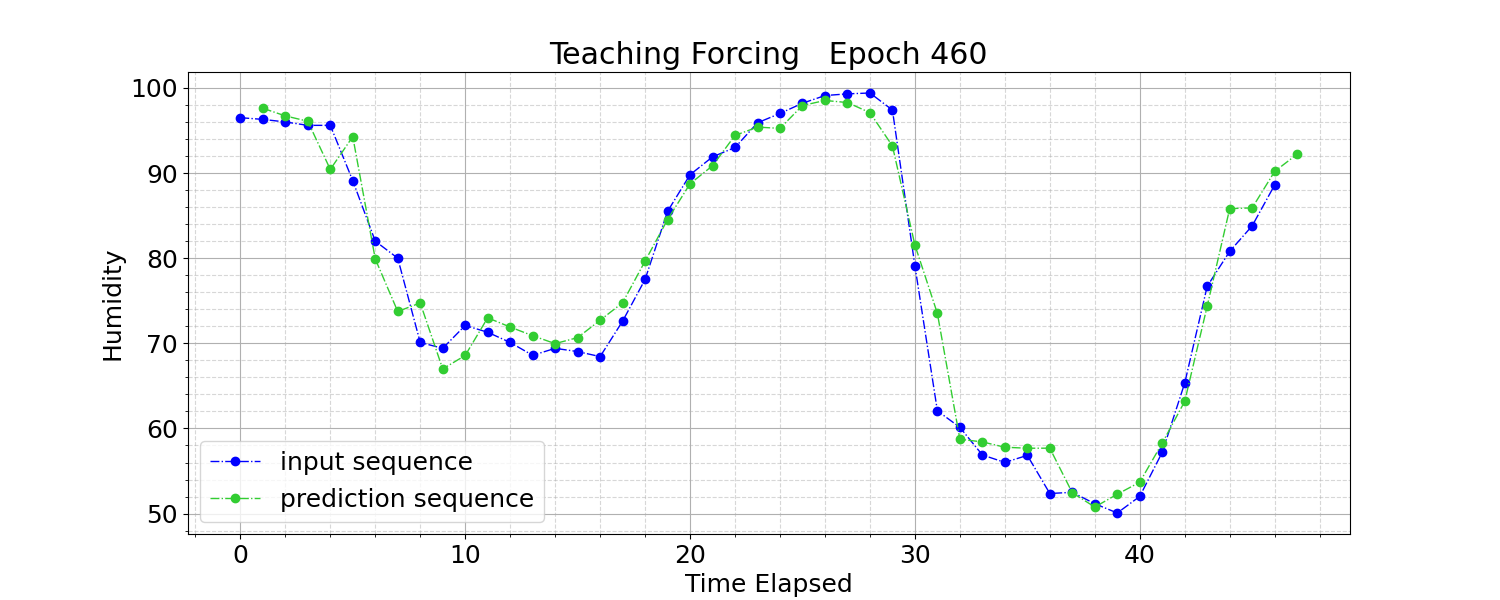 Teaching Forcing   Epoch 460
100
90
80
70
60
50
Humidity
input sequence
prediction sequence
0 10 20 30 40
Time Elapsed